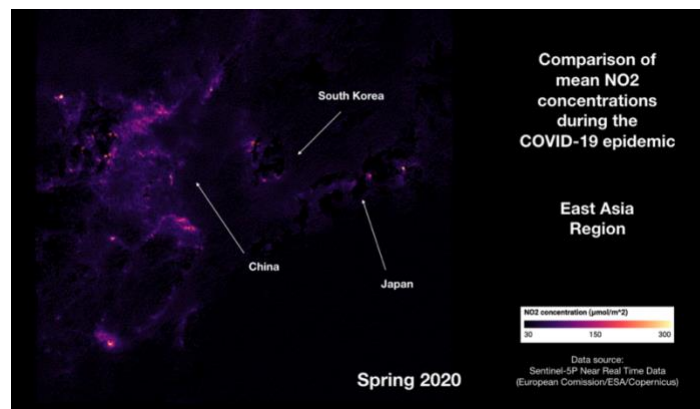 Comparison of
mean NO2
concentrations
during the
COVID-19 epidemic
East Asia
Region
South Korea
China
Japan
NO2 concentration (μmol/m^2)
30 150 300
Data source:
Sentinel-5P Near Real Time Data
(European Comission/ESA/Copernicus)
Spring 2020